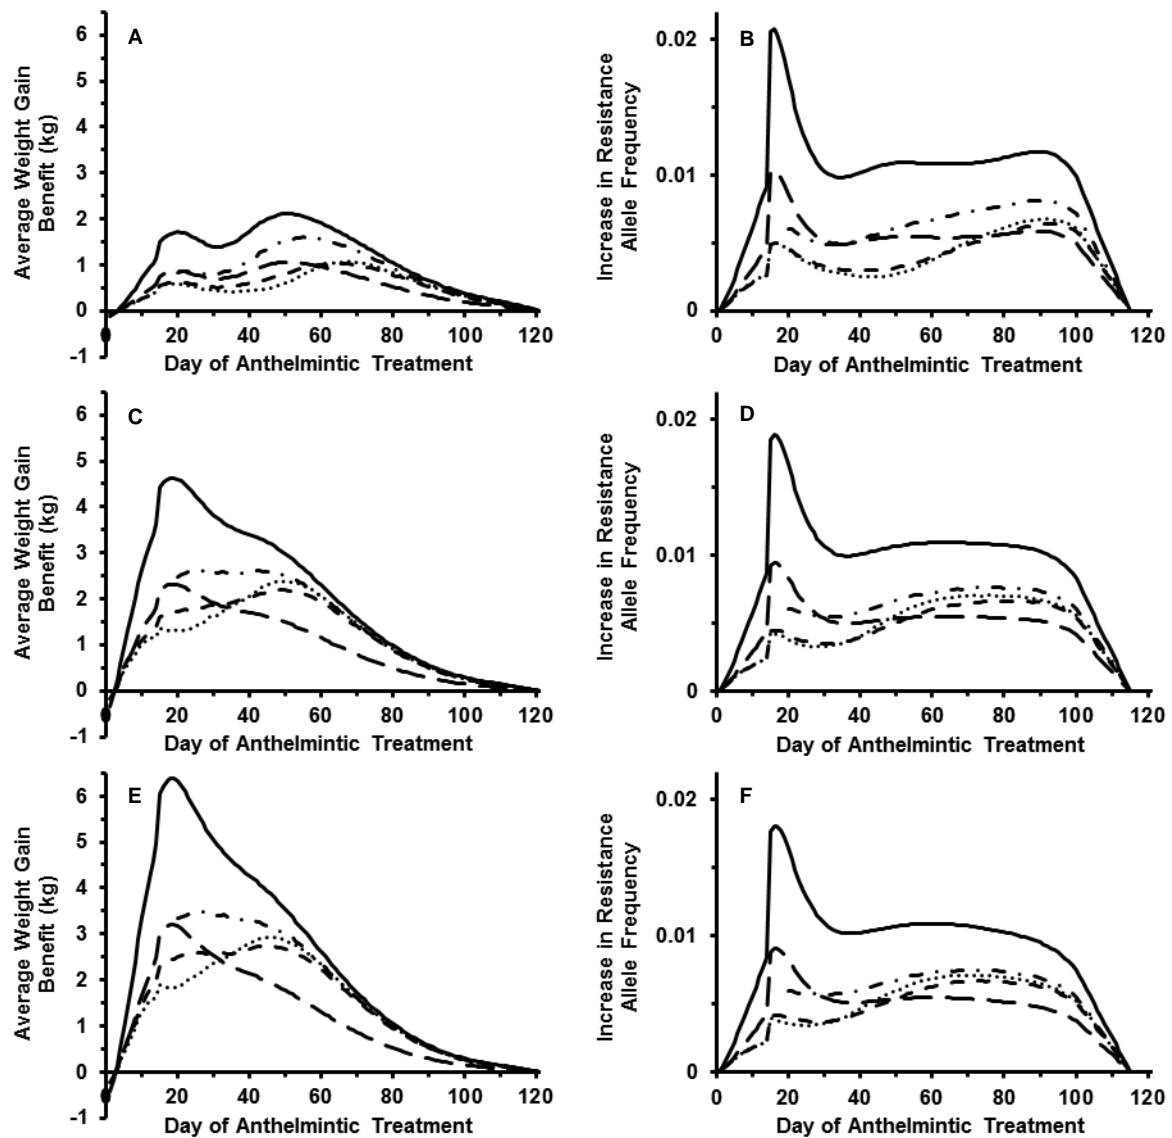 A
Average Weight Gain
Benefit (kg)
6
5
4
3
2
1
0
-1
0 20 40 60 80 100 120
Day of Anthelmintic Treatment
B
Increase in Resistance
Allele Frequency
0.02
0.01
0
0 20 40 60 80 100 120
Day of Anthelmintic Treatment
C
Average Weight Gain
Benefit (kg)
6
5
4
3
2
1
0
-1
0 20 40 60 80 100 120
Day of Anthelmintic Treatment
D
Increase in Resistance
Allele Frequency
0.02
0.01
0
0 20 40 60 80 100 120
Day of Anthelmintic Treatment
E
Average Weight Gain
Benefit (kg)
6
5
4
3
2
1
0
-1
0 20 40 60 80 100 120
Day of Anthelmintic Treatment
F
Increase in Resistance
Allele Frequency
0.02
0.01
0
0 20 40 60 80 100 120
Day of Anthelmintic Treatment